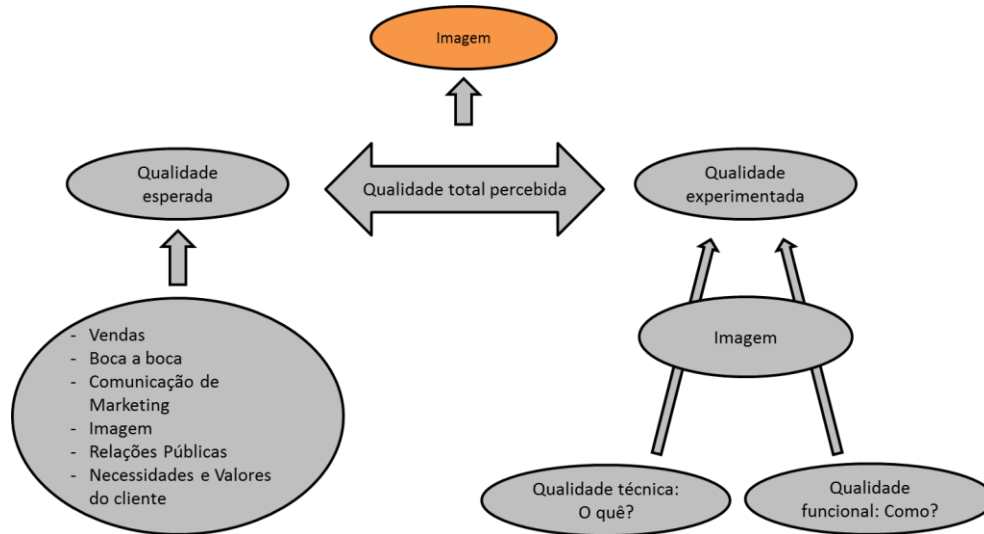 Imagem
Qualidade
esperada
Qualidade total percebida
Qualidade
experimentada
- Vendas
- Boca a boca
- Comunicação de
Marketing
- Imagem
- Relações Públicas
- Necessidades e Valores
do cliente
Imagem
Qualidade técnica:
O quê?
Qualidade
funcional: Como?